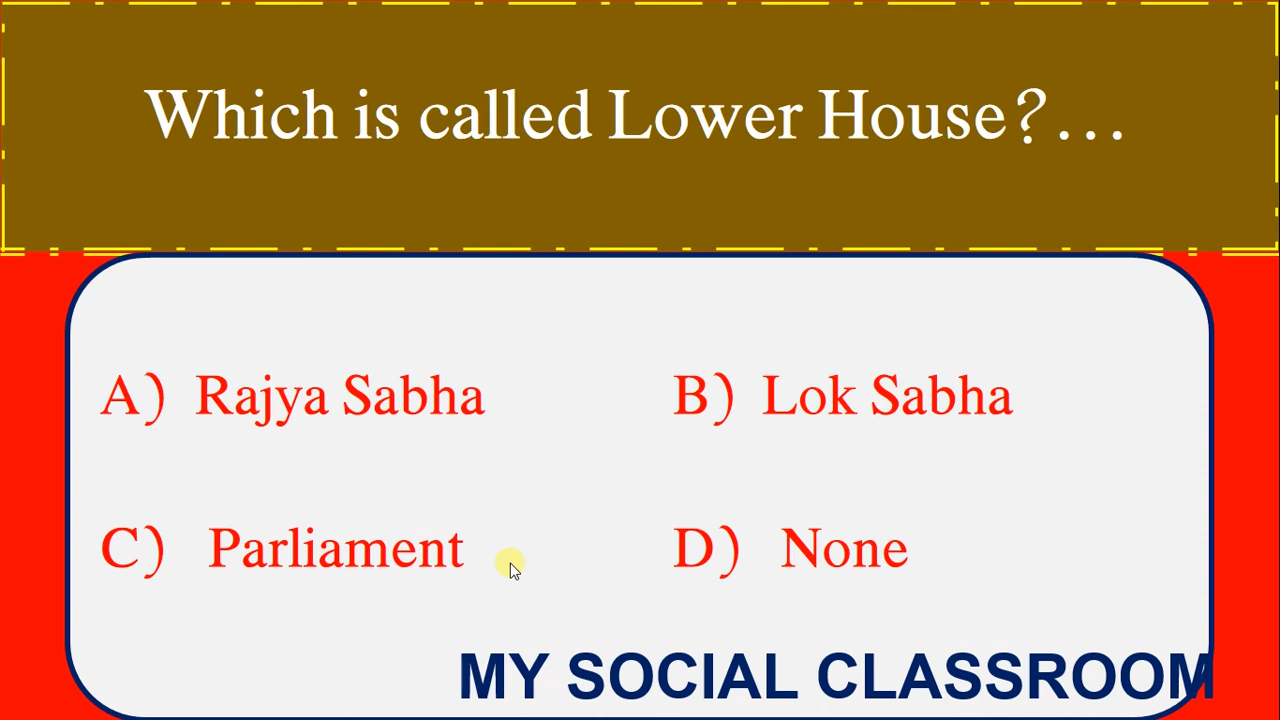 Which is called Lower House?...
A) Rajya Sabha B) Lok Sabha
C) Parliament D) None
MY SOCIAL CLASSROOM